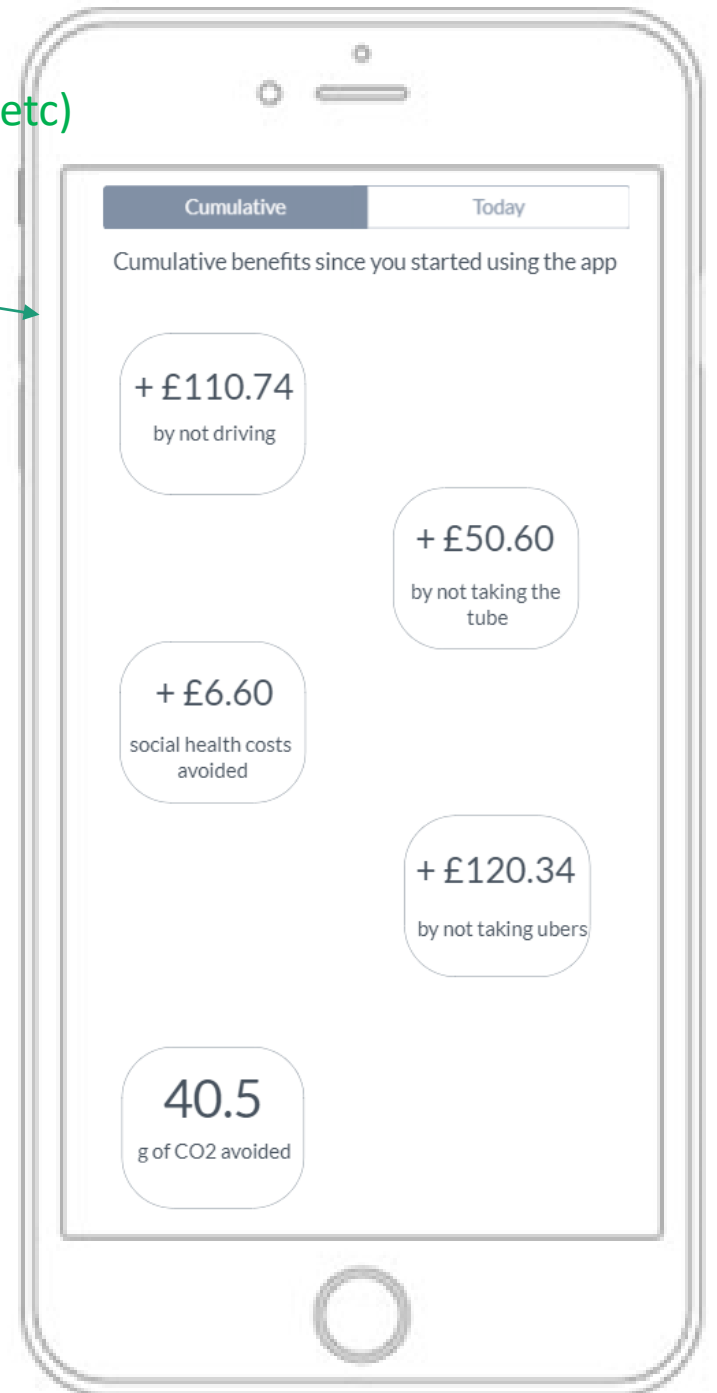 etc)
Cumulative Today
Cumulative benefits since you started using the app
+ £110.74
by not driving
+ £50.60
by not taking the
tube
+ £6.60
social health costs
avoided
+ £120.34
by not taking ubers
40.5
g of CO2 avoided